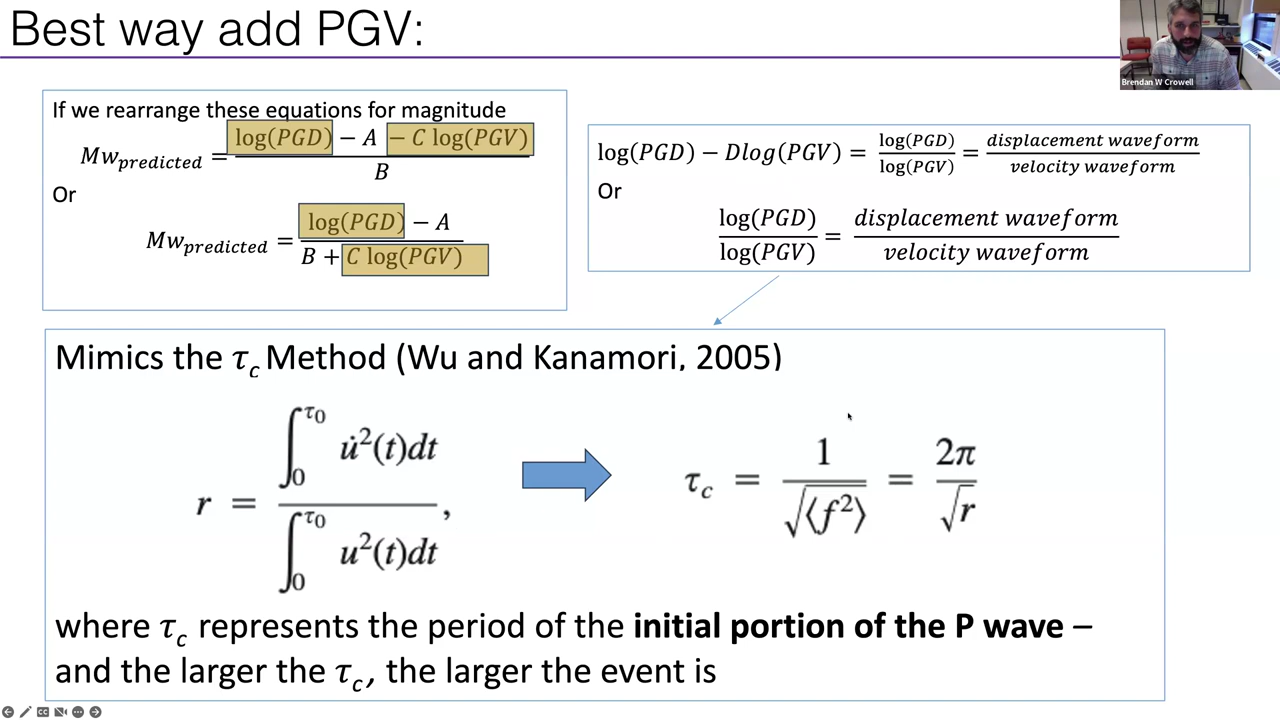 Best way add PGV:
Brendan W Crowell
If we rearrange these equations for magnitude
Mw_predicted = (log(PGD) − A − C log(PGV)) / B
Or
Mw_predicted = (log(PGD) − A) / (B + C log(PGV))
log(PGD) − Dlog(PGV) = log(PGD) / log(PGV) = displacement waveform / velocity waveform
Or
log(PGD) / log(PGV) = displacement waveform / velocity waveform
Mimics the τ_c Method (Wu and Kanamori, 2005)
r = ∫_0^τ0 u̇²(t)dt / ∫_0^τ0 u²(t)dt ,
τ_c = 1 / √⟨f²⟩ = 2π / √r
where τ_c represents the period of the initial portion of the P wave –
and the larger the τ_c, the larger the event is